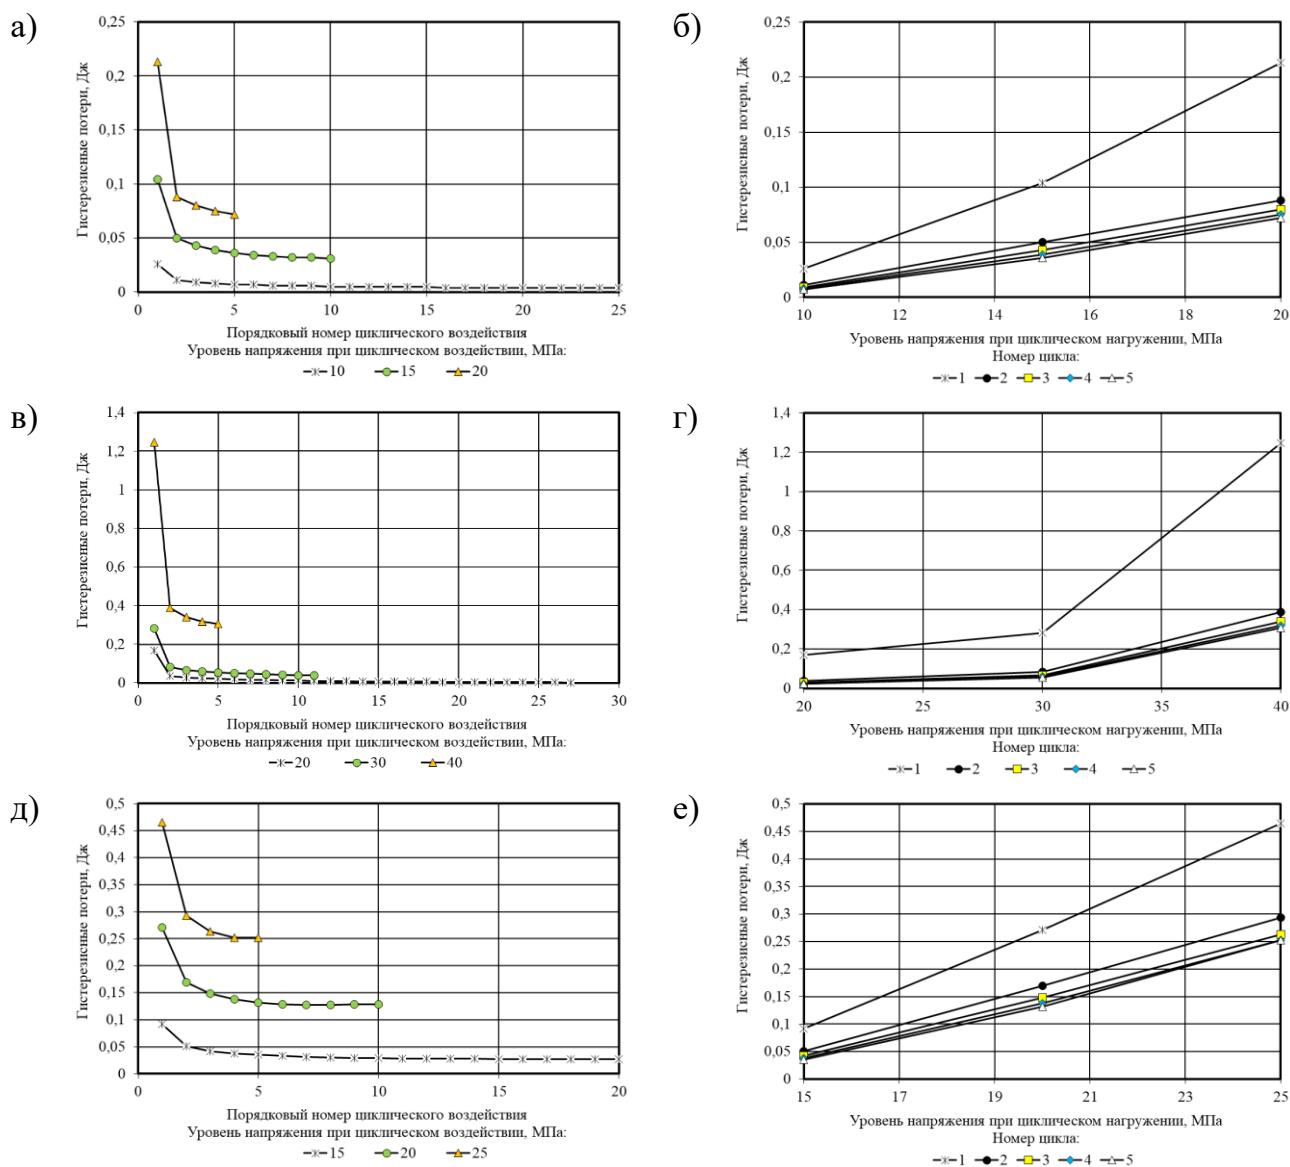 а)
Гистерезисные потери, Дж
0,25
0,2
0,15
0,1
0,05
0
0 5 10 15 20 25
Порядковый номер циклического воздействия
Уровень напряжения при циклическом воздействии, МПа:
10 15 20
б)
Гистерезисные потери, Дж
0,25
0,2
0,15
0,1
0,05
0
10 12 14 16 18 20
Уровень напряжения при циклическом нагружении, МПа
Номер цикла:
1 2 3 4 5
в)
Гистерезисные потери, Дж
1,4
1,2
1
0,8
0,6
0,4
0,2
0
0 5 10 15 20 25 30
Порядковый номер циклического воздействия
Уровень напряжения при циклическом воздействии, МПа:
20 30 40
г)
Гистерезисные потери, Дж
1,4
1,2
1
0,8
0,6
0,4
0,2
0
20 25 30 35 40
Уровень напряжения при циклическом нагружении, МПа
Номер цикла:
1 2 3 4 5
д)
Гистерезисные потери, Дж
0,5
0,45
0,4
0,35
0,3
0,25
0,2
0,15
0,1
0,05
0
0 5 10 15 20
Порядковый номер циклического воздействия
Уровень напряжения при циклическом воздействии, МПа:
15 20 25
е)
Гистерезисные потери, Дж
0,5
0,45
0,4
0,35
0,3
0,25
0,2
0,15
0,1
0,05
0
15 17 19 21 23 25
Уровень напряжения при циклическом нагружении, МПа
Номер цикла:
1 2 3 4 5